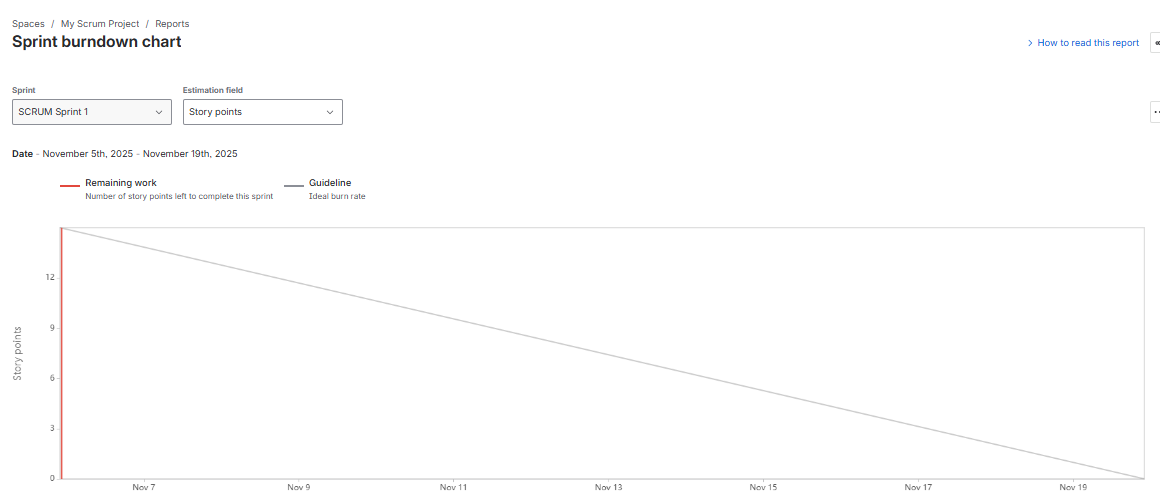 Spaces / My Scrum Project / Reports
Sprint burndown chart
How to read this report
Sprint
Estimation field
SCRUM Sprint 1
Story points
Date - November 5th, 2025 - November 19th, 2025
Remaining work
Number of story points left to complete this sprint
Guideline
Ideal burn rate
Story points
12
9
6
3
0
Nov 7
Nov 9
Nov 11
Nov 13
Nov 15
Nov 17
Nov 19